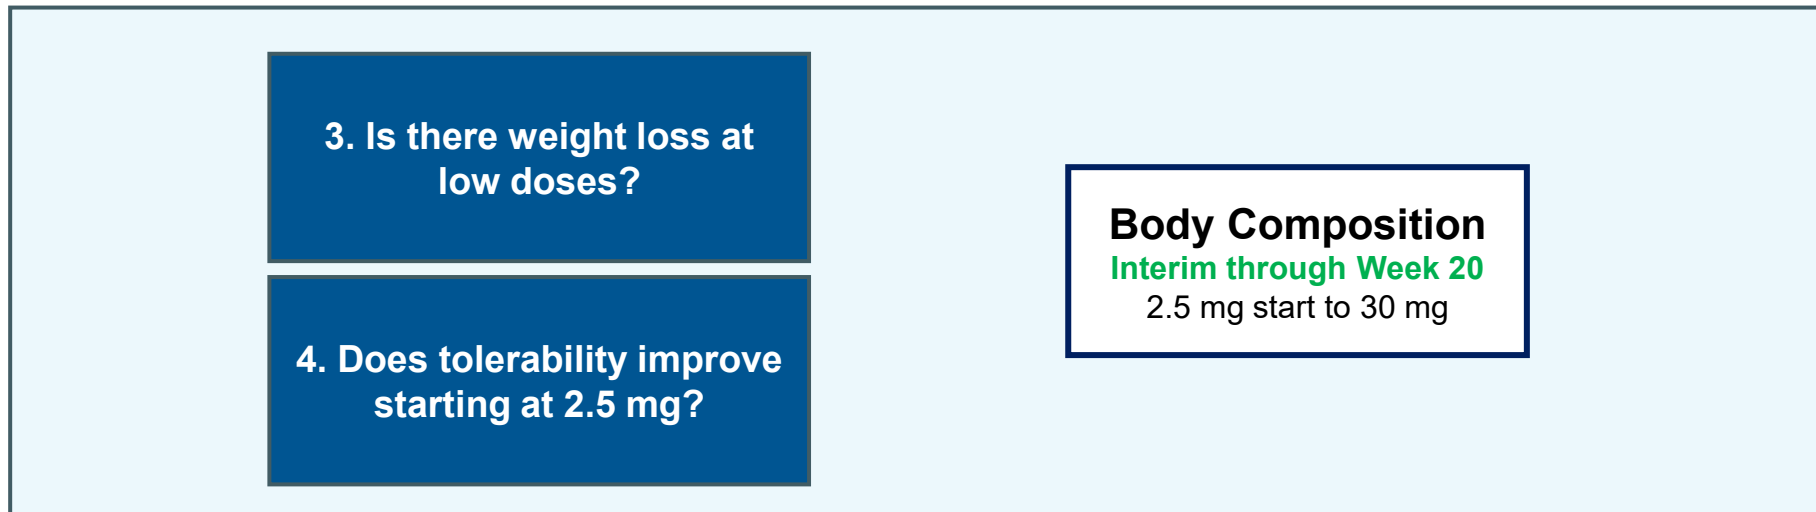 3. Is there weight loss at
low doses?
4. Does tolerability improve
starting at 2.5 mg?
Body Composition
Interim through Week 20
2.5 mg start to 30 mg